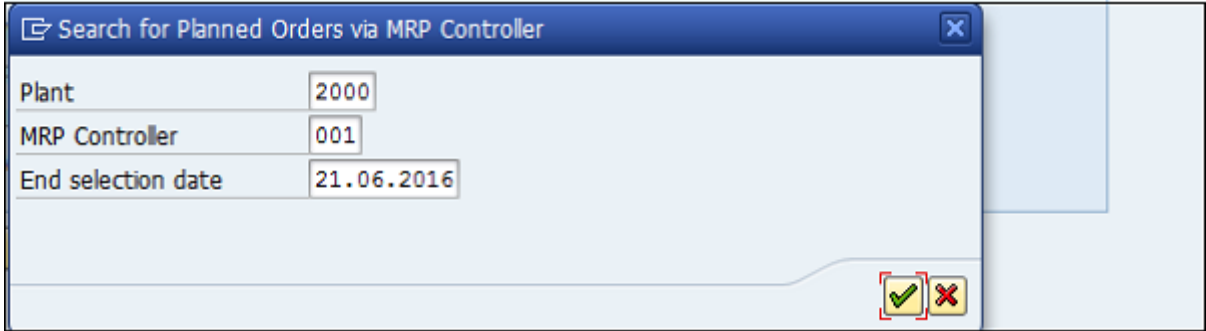 Search for Planned Orders via MRP Controller
Plant 2000
MRP Controller 001
End selection date 21.06.2016